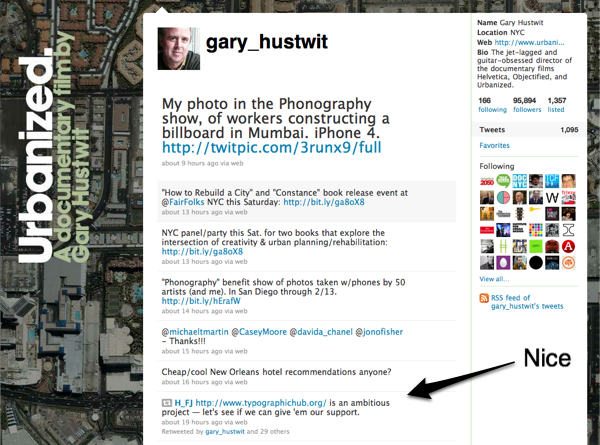 Urbanized.
A documentary film by
Gary Hustwit
gary_hustwit
My photo in the Phonography
show, of workers constructing a
billboard in Mumbai. iPhone 4.
http://twitpic.com/3runx9/full
about 9 hours ago via web
"How to Rebuild a City" and "Constance" book release event at
@FairFolks NYC this Saturday: http://bit.ly/ga8oX8
about 13 hours ago via web
NYC panel/party this Sat. for two books that explore the
intersection of creativity & urban planning/rehabilitation:
http://bit.ly/ga8oX8
about 13 hours ago via web
"Phonography" benefit show of photos taken w/phones by 50
artists (and me). In San Diego through 2/13.
http://bit.ly/hErafW
about 14 hours ago via web
@michaeltmartin @CaseyMoore @davida_chanel @jonofisher
- Thanks!!!
about 15 hours ago via web
Cheap/cool New Orleans hotel recommendations anyone?
about 16 hours ago via web
H_FJ http://www.typographichub.org/ is an ambitious
project — let's see if we can give 'em our support.
about 19 hours ago via web
Retweeted by gary_hustwit and 29 others
Name Gary Hustwit
Location NYC
Web http://www.urbani...
Bio The jet-lagged and
guitar-obsessed director of
the documentary films
Helvetica, Objectified, and
Urbanized.
166 95,894 1,357
following followers listed
Tweets 1,095
Favorites
Following
View all...
RSS feed of
gary_hustwit's tweets
Nice